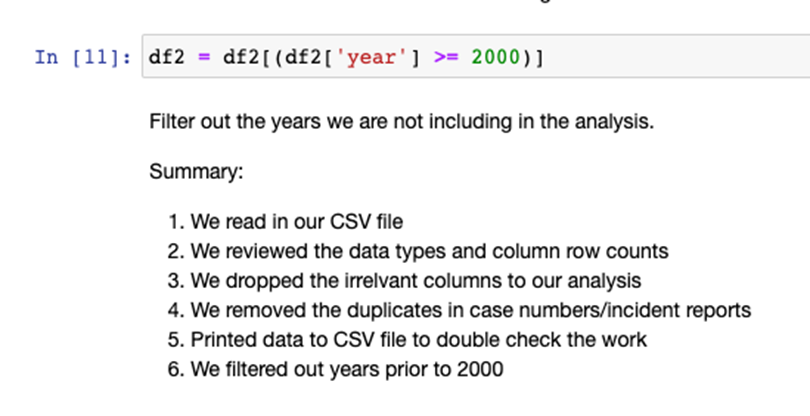 In [11]: df2 = df2[(df2['year'] >= 2000)]
Filter out the years we are not including in the analysis.
Summary:
1. We read in our CSV file
2. We reviewed the data types and column row counts
3. We dropped the irrelvant columns to our analysis
4. We removed the duplicates in case numbers/incident reports
5. Printed data to CSV file to double check the work
6. We filtered out years prior to 2000